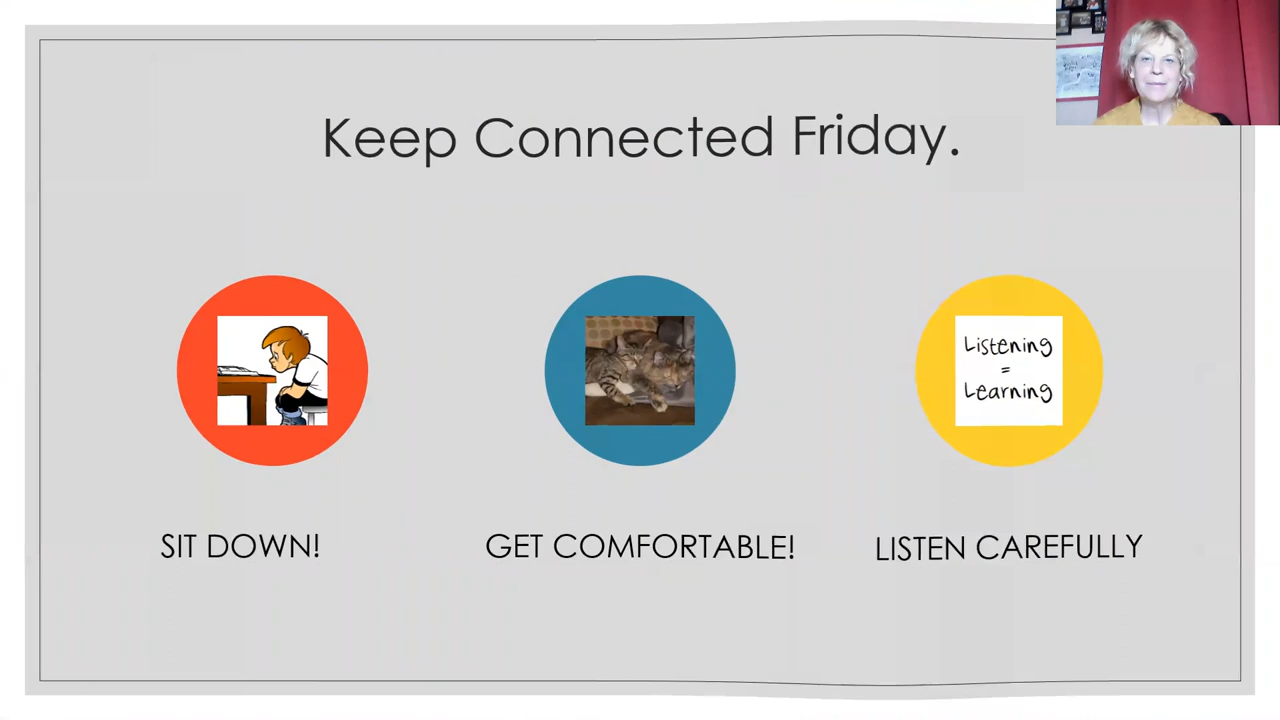 Keep Connected Friday.
Listening
=
Learning
SIT DOWN!
GET COMFORTABLE!
LISTEN CAREFULLY